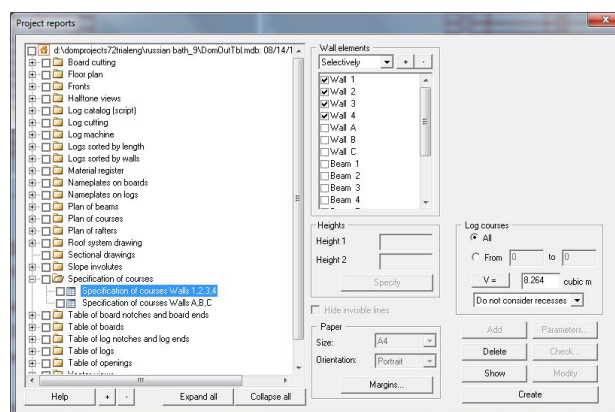 Project reports
d:\domprojects72trialeng\russian bath_9\DomOutTbl.mdb: 08/14/1
Board cutting
Floor plan
Fronts
Halftone views
Log catalog (script)
Log cutting
Log machine
Logs sorted by length
Logs sorted by walls
Material register
Nameplates on boards
Nameplates on logs
Plan of beams
Plan of courses
Plan of rafters
Roof system drawing
Sectional drawings
Slope involutes
Specification of courses
Specification of courses Walls 1,2,3,4
Specification of courses Walls A,B,C
Table of board notches and board ends
Table of boards
Table of log notches and log ends
Table of logs
Table of openings
Help + - Expand all Collapse all
Wall elements
Selectively + -
Wall 1
Wall 2
Wall 3
Wall 4
Wall A
Wall B
Wall C
Beam 1
Beam 2
Beam 3
Beam 4
Heights
Height 1
Height 2
Specify
Hide invisible lines
Paper
Size: A4
Orientation: Portrait
Margins...
Log courses
All
From 0 to 0
V = 8.264 cubic m
Do not consider recesses
Add Parameters...
Delete Check...
Show Modify
Create